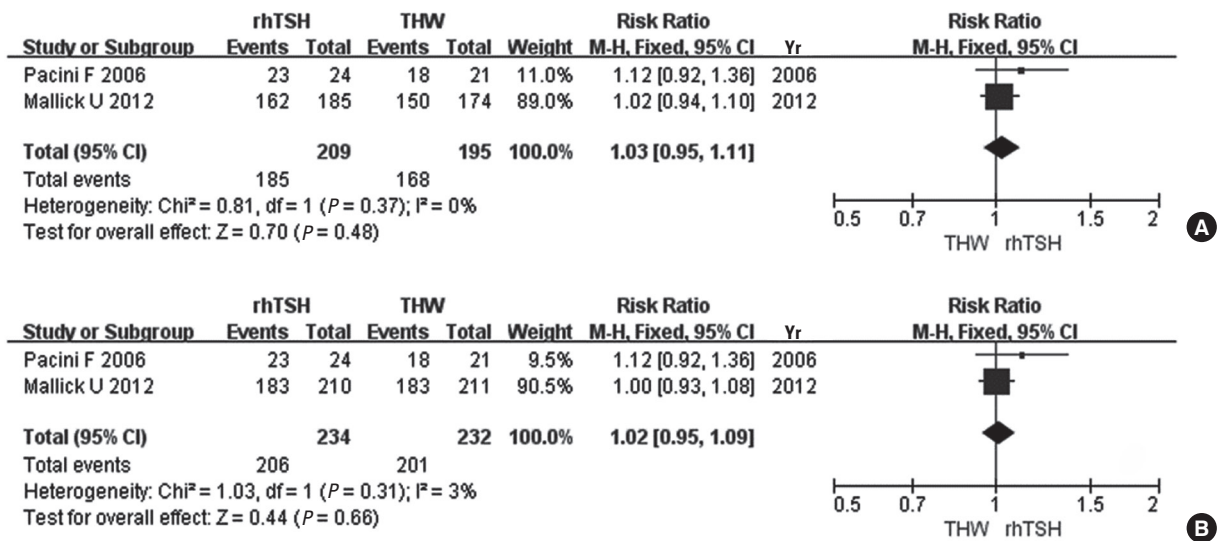 rhTSH THW Risk Ratio Risk Ratio
Study or Subgroup Events Total Events Total Weight M-H, Fixed, 95% CI Yr M-H, Fixed, 95% CI
Pacini F 2006 23 24 18 21 11.0% 1.12 [0.92, 1.36] 2006
Mallick U 2012 162 185 150 174 89.0% 1.02 [0.94, 1.10] 2012
Total (95% CI) 209 195 100.0% 1.03 [0.95, 1.11]
Total events 185 168
Heterogeneity: Chi² = 0.81, df = 1 (P = 0.37); I² = 0%
Test for overall effect: Z = 0.70 (P = 0.48)
0.5 0.7 1 1.5 2
THW rhTSH
A
rhTSH THW Risk Ratio Risk Ratio
Study or Subgroup Events Total Events Total Weight M-H, Fixed, 95% CI Yr M-H, Fixed, 95% CI
Pacini F 2006 23 24 18 21 9.5% 1.12 [0.92, 1.36] 2006
Mallick U 2012 183 210 183 211 90.5% 1.00 [0.93, 1.08] 2012
Total (95% CI) 234 232 100.0% 1.02 [0.95, 1.09]
Total events 206 201
Heterogeneity: Chi² = 1.03, df = 1 (P = 0.31); I² = 3%
Test for overall effect: Z = 0.44 (P = 0.66)
0.5 0.7 1 1.5 2
THW rhTSH
B